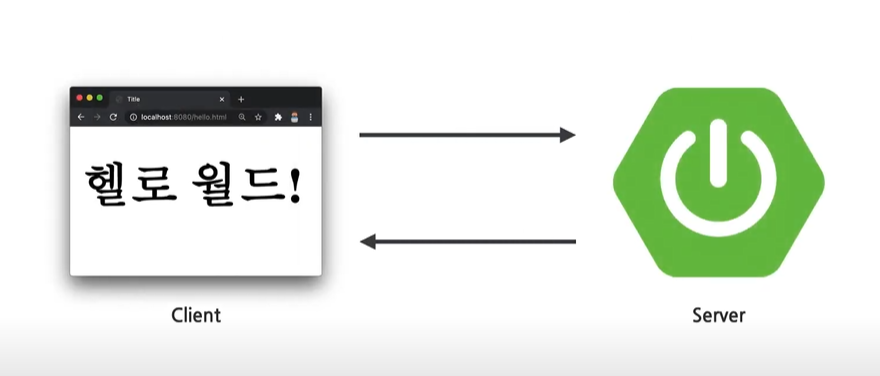 Title
localhost:8080/hello.html
헬로 월드!
Client
Server